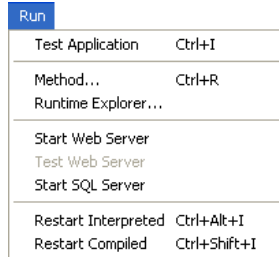 Run
Test Application Ctrl+I
Method... Ctrl+R
Runtime Explorer...
Start Web Server
Test Web Server
Start SQL Server
Restart Interpreted Ctrl+Alt+I
Restart Compiled Ctrl+Shift+I